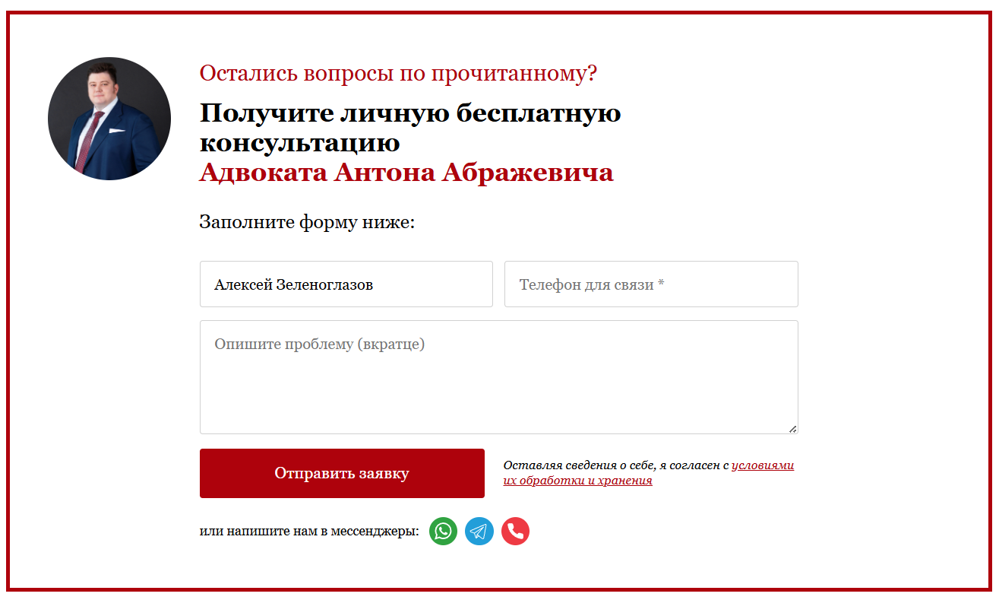 Остались вопросы по прочитанному?
Получите личную бесплатную
консультацию
Адвоката Антона Абражевича
Заполните форму ниже:
Алексей Зеленоглазов
Телефон для связи *
Опишите проблему (вкратце)
Отправить заявку
Оставляя сведения о себе, я согласен с условиями
их обработки и хранения
или напишите нам в мессенджеры: